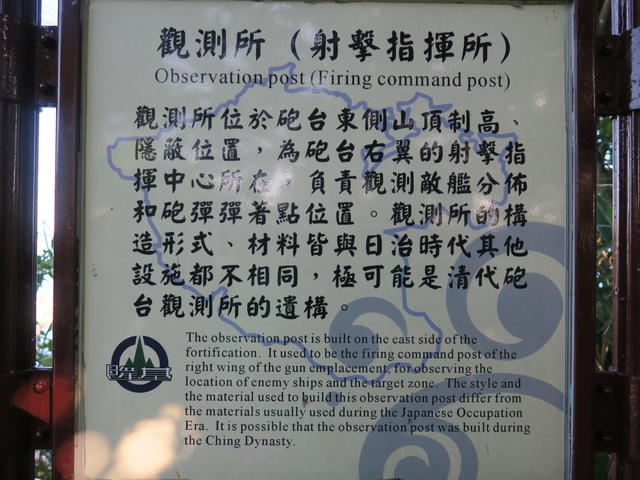 觀測所（射擊指揮所）
Observation post (Firing command post)
觀測所位於砲台東側山頂制高、
隱蔽位置，為砲台右翼的射擊指
揮中心所在，負責觀測敵艦分佈
和砲彈彈著點位置。觀測所的構
造形式、材料皆與日治時代其他
設施都不相同，極可能是清代砲
台觀測所的遺構。
The observation post is built on the east side of the
fortification. It used to be the firing command post of the
right wing of the gun emplacement for observing the
location of enemy ships and the target zone. The style and
the material used to build this observation post differ from
the materials usually used during the Japanese Occupation
Era. It is possible that the observation post was built during
the Ching Dynasty.